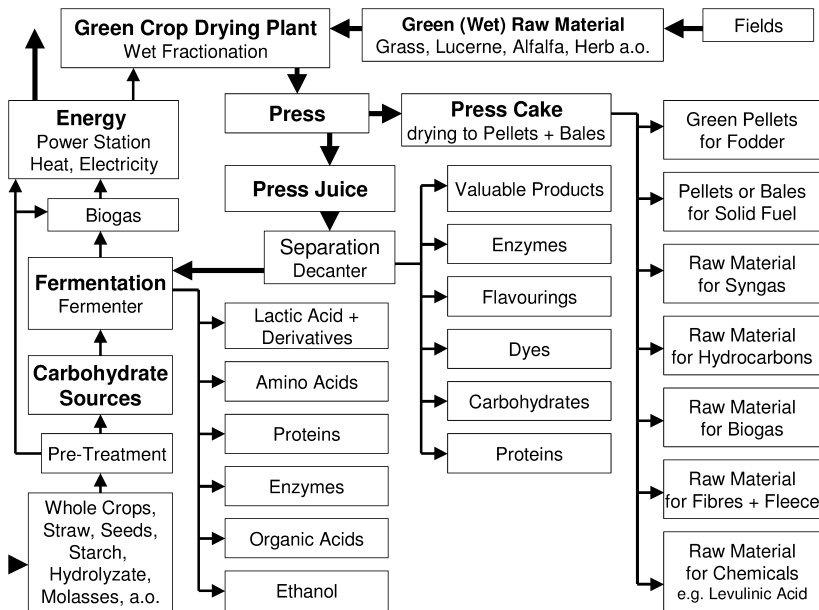 Green Crop Drying Plant
Wet Fractionation
Green (Wet) Raw Material
Grass, Lucerne, Alfalfa, Herb a.o.
Fields
Energy
Power Station
Heat, Electricity
Press
Press Cake
drying to Pellets + Bales
Green Pellets
for Fodder
Press Juice
Valuable Products
Pellets or Bales
for Solid Fuel
Biogas
Separation
Decanter
Enzymes
Raw Material
for Syngas
Fermentation
Fermenter
Flavourings
Lactic Acid +
Derivatives
Dyes
Raw Material
for Hydrocarbons
Carbohydrate
Sources
Amino Acids
Carbohydrates
Raw Material
for Biogas
Pre-Treatment
Proteins
Proteins
Whole Crops,
Straw, Seeds,
Starch,
Hydrolyzate,
Molasses, a.o.
Enzymes
Raw Material
for Fibres + Fleece
Organic Acids
Ethanol
Raw Material
for Chemicals
e.g. Levulinic Acid